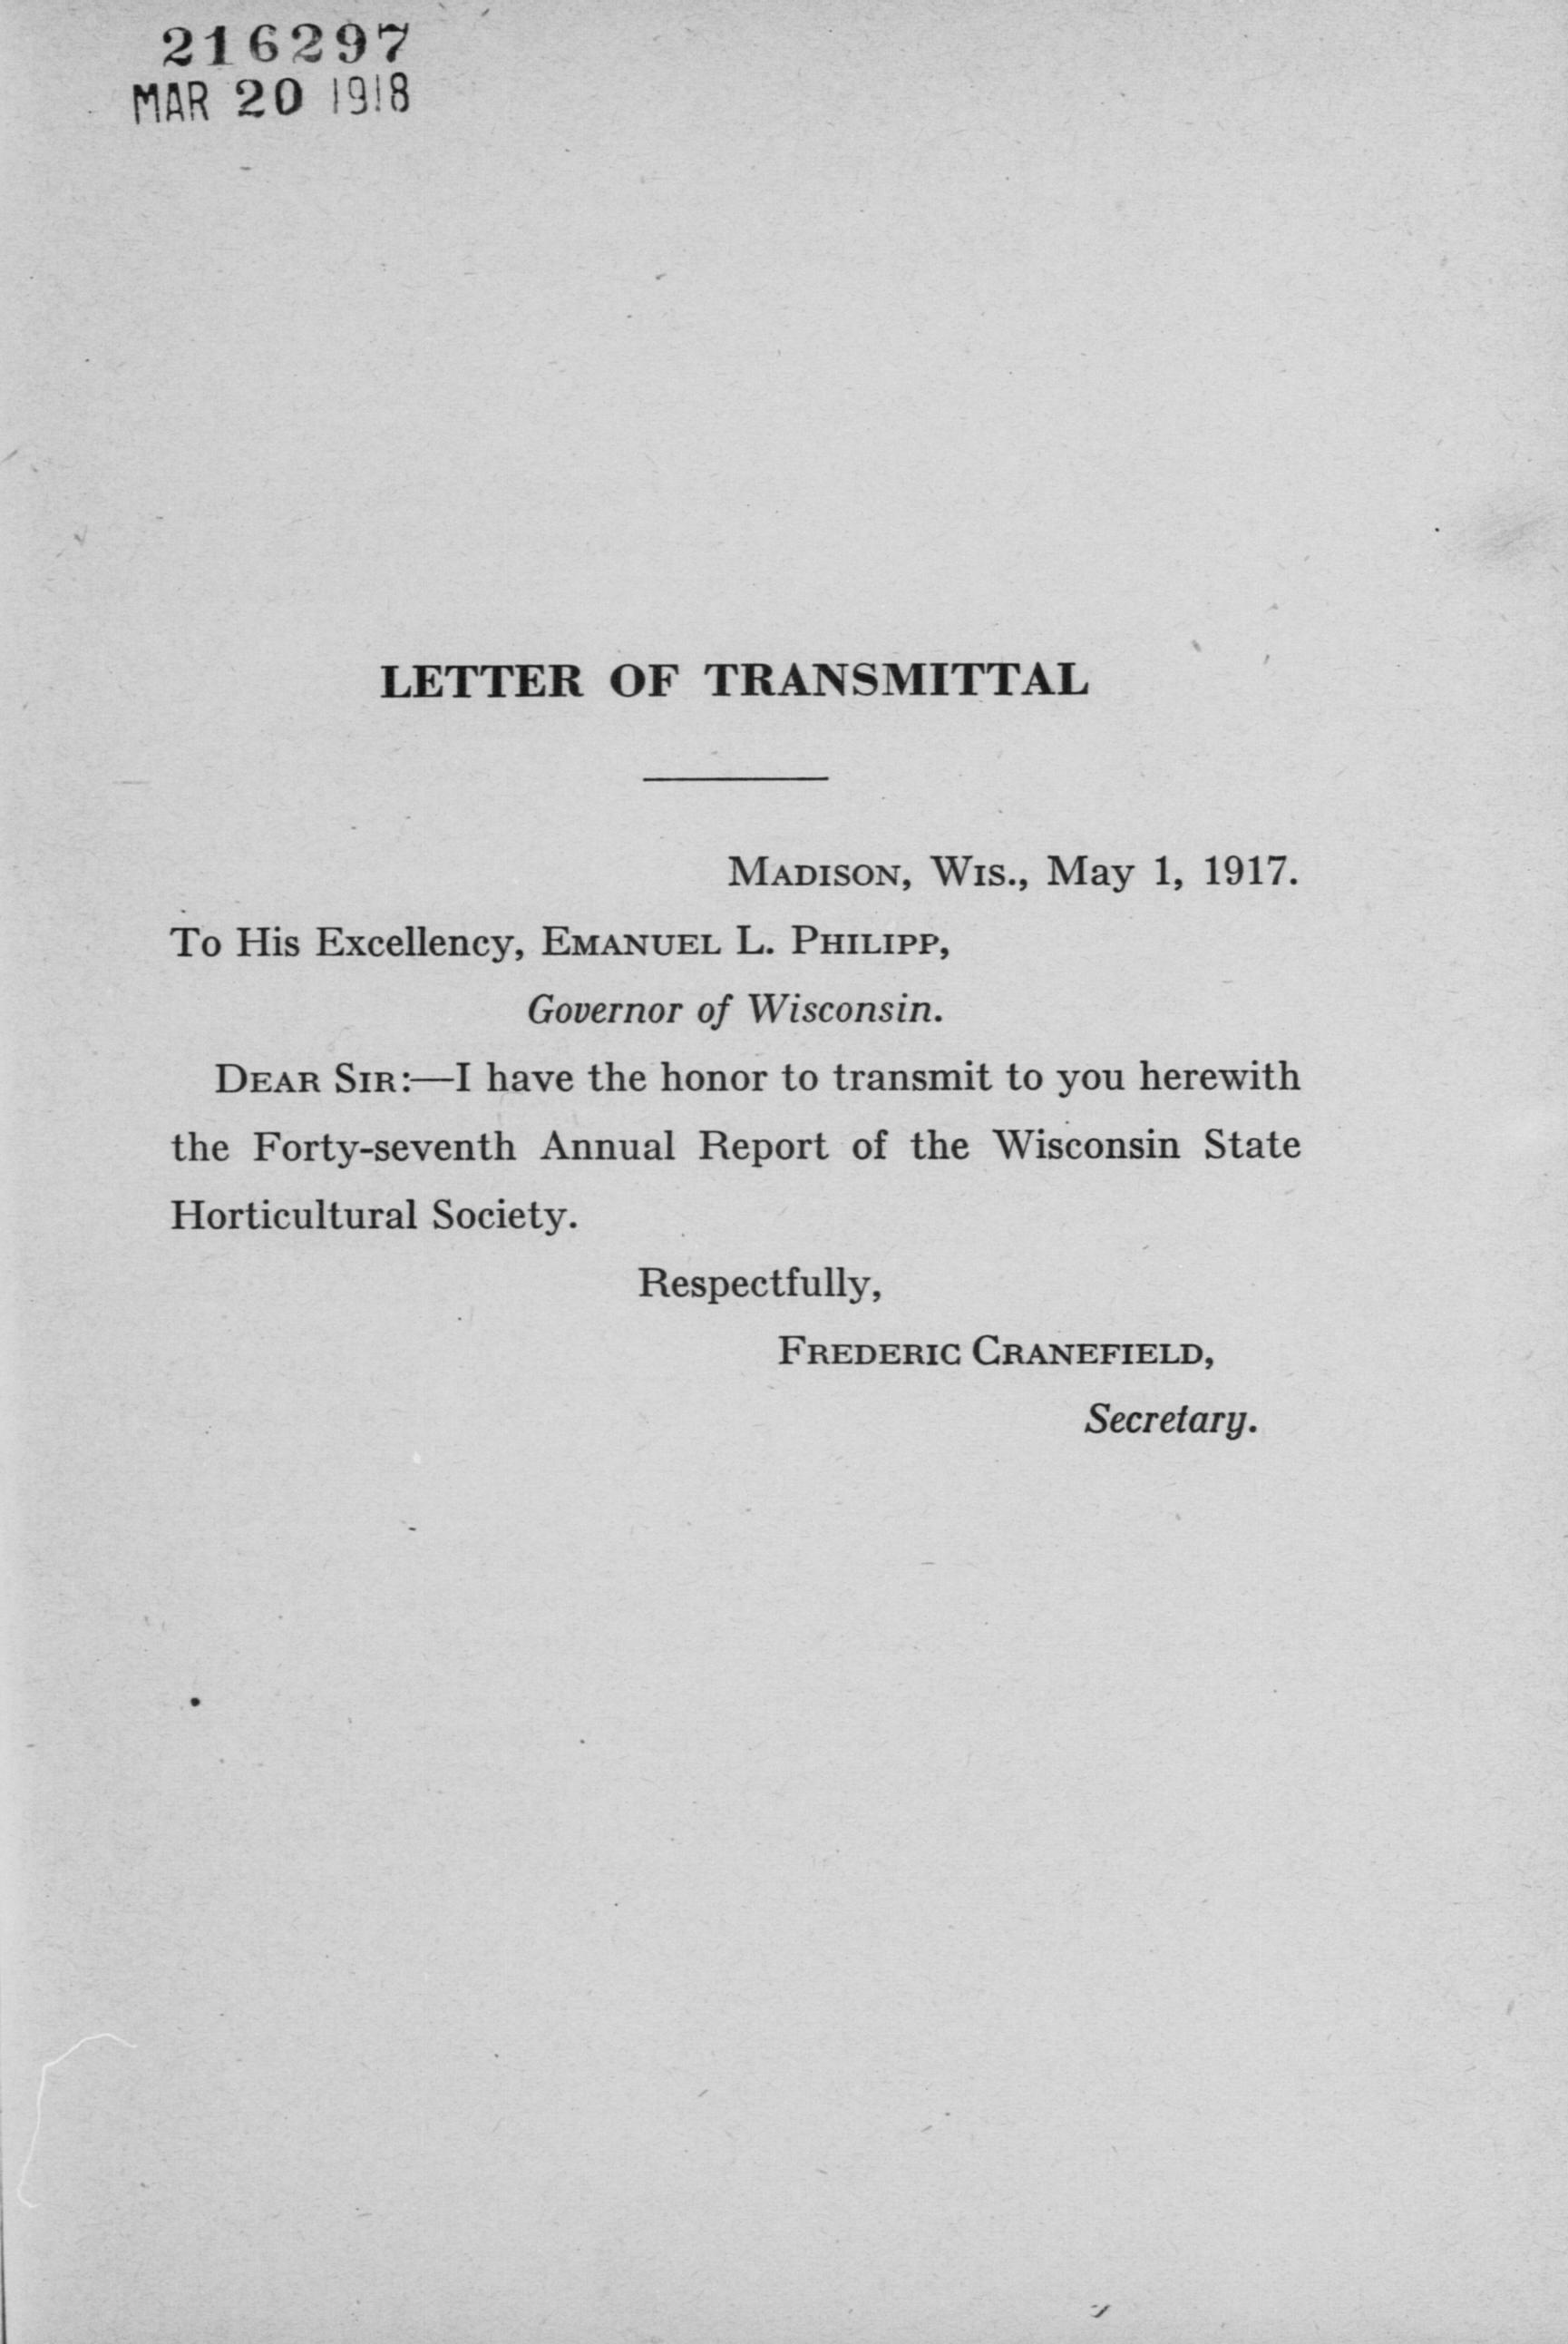 216297
MAR 20 1918
LETTER OF TRANSMITTAL
MADISON, WIS., May 1, 1917.
To His Excellency, EMANUEL L. PHILIPP,
Governor of Wisconsin.
DEAR SIR:—I have the honor to transmit to you herewith
the Forty-seventh Annual Report of the Wisconsin State
Horticultural Society.
Respectfully,
FREDERIC CRANEFIELD,
Secretary.